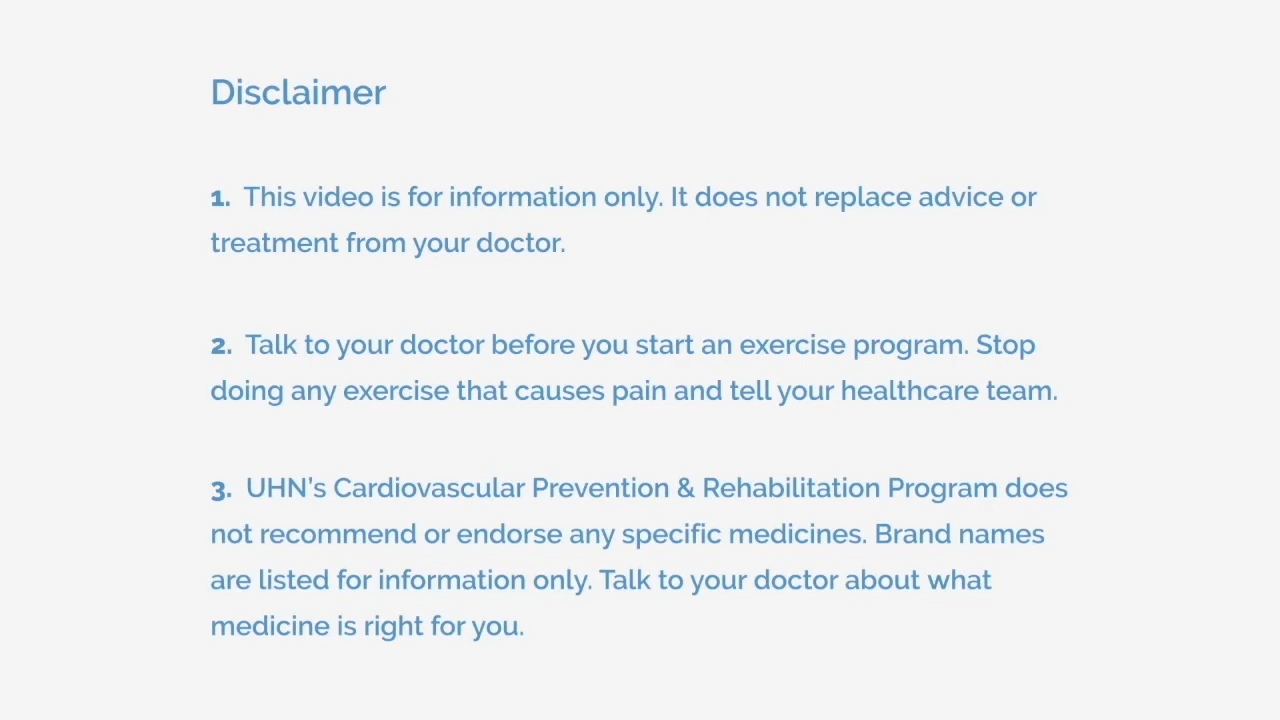 Disclaimer
1. This video is for information only. It does not replace advice or
treatment from your doctor.
2. Talk to your doctor before you start an exercise program. Stop
doing any exercise that causes pain and tell your healthcare team.
3. UHN’s Cardiovascular Prevention & Rehabilitation Program does
not recommend or endorse any specific medicines. Brand names
are listed for information only. Talk to your doctor about what
medicine is right for you.